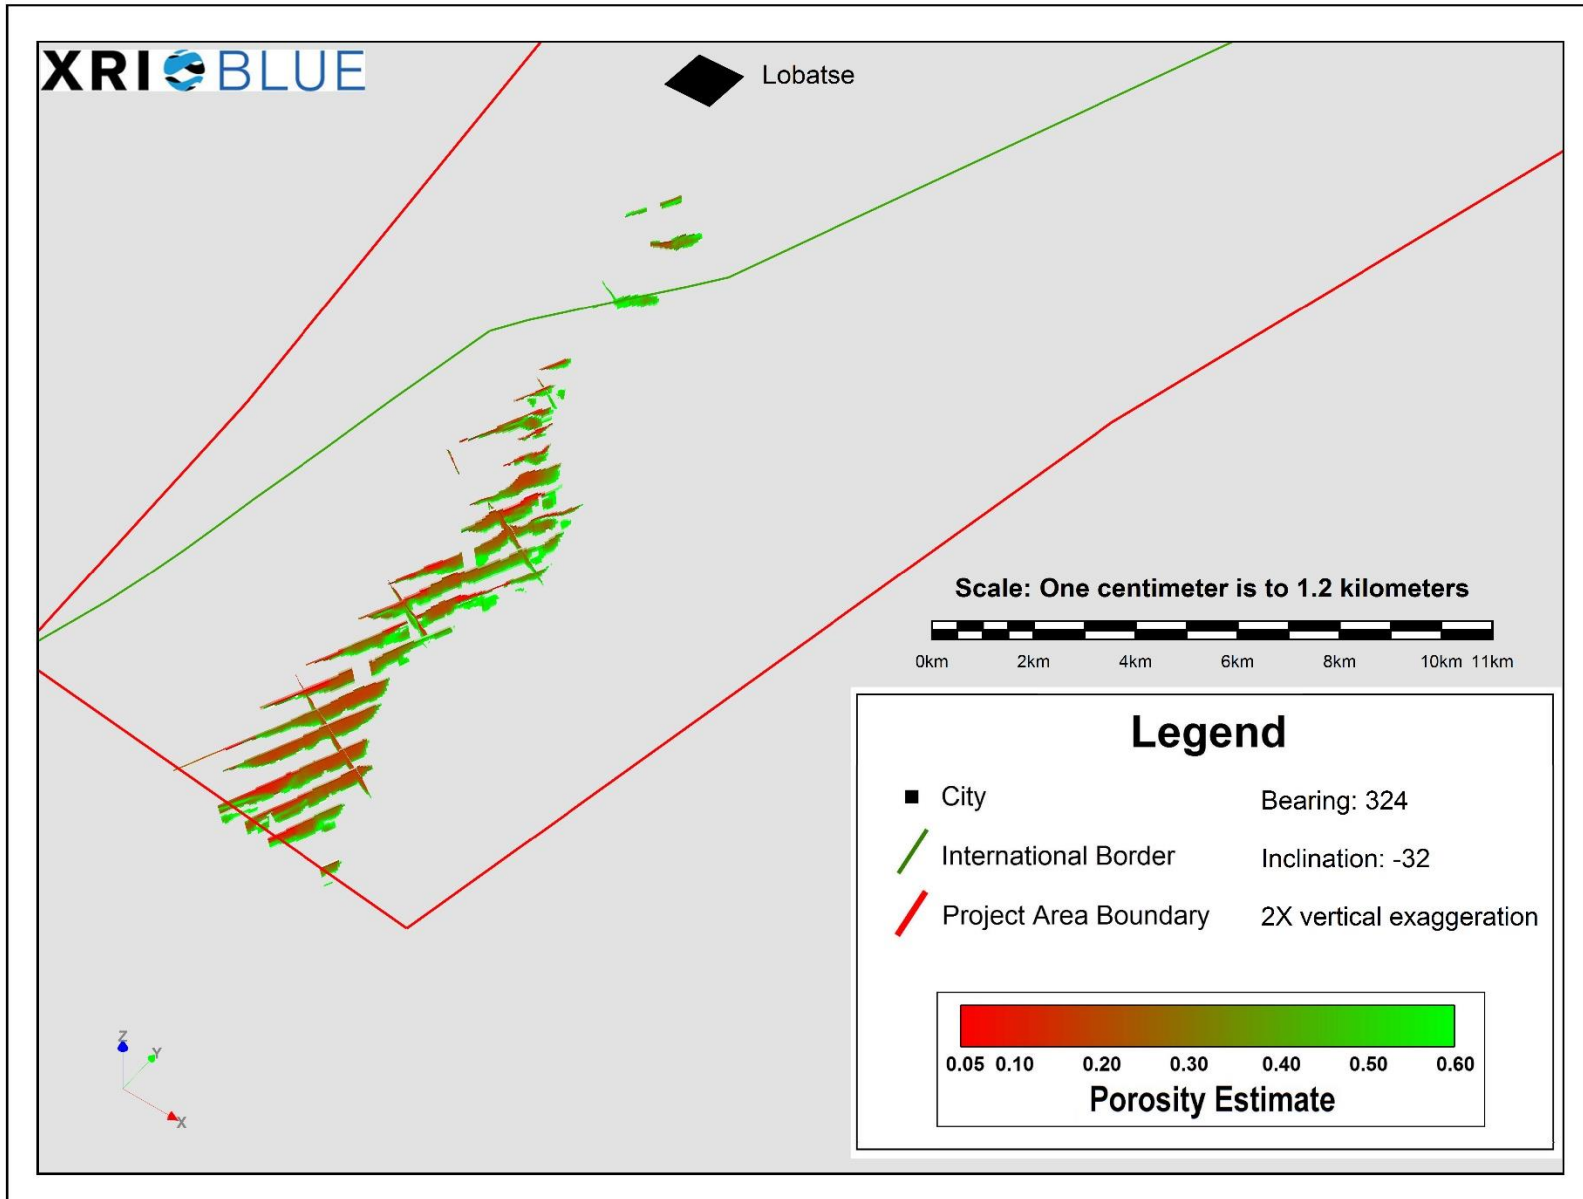 XRI BLUE
Lobatse
Scale: One centimeter is to 1.2 kilometers
0km 2km 4km 6km 8km 10km 11km
Legend
City Bearing: 324
International Border Inclination: -32
Project Area Boundary 2X vertical exaggeration
0.05 0.10 0.20 0.30 0.40 0.50 0.60
Porosity Estimate
Z
Y
X